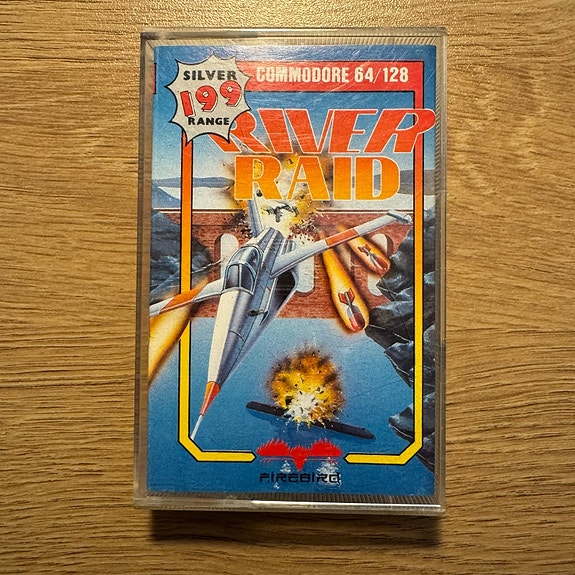 SILVER
199
RANGE
COMMODORE 64/128
RIVER
RAID
FIREBIRD